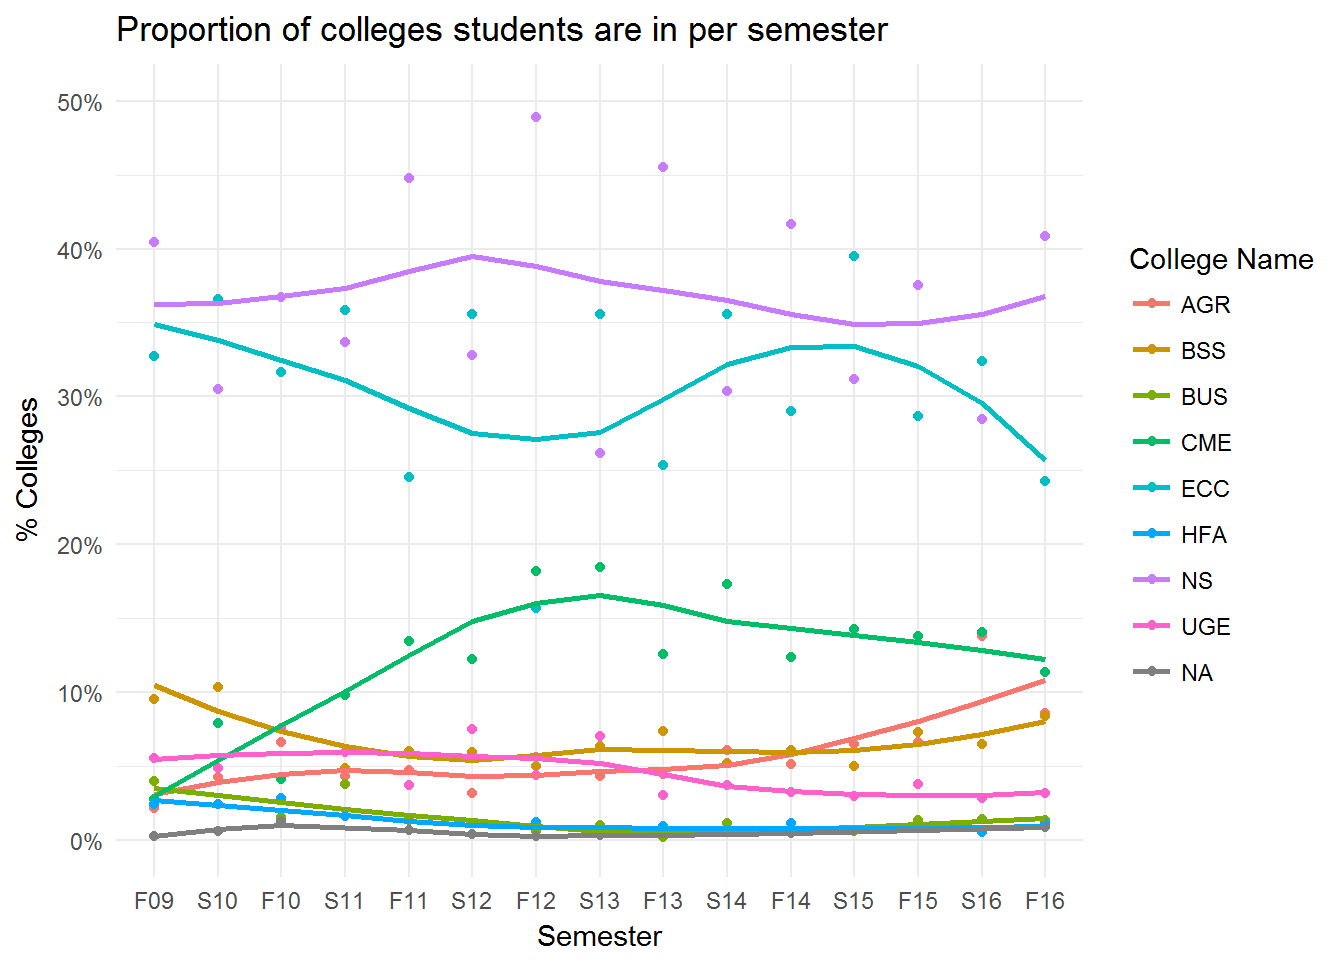 Proportion of colleges students are in per semester
% Colleges
50%
40%
30%
20%
10%
0%
F09 S10 F10 S11 F11 S12 F12 S13 F13 S14 F14 S15 F15 S16 F16
Semester
College Name
AGR
BSS
BUS
CME
ECC
HFA
NS
UGE
NA